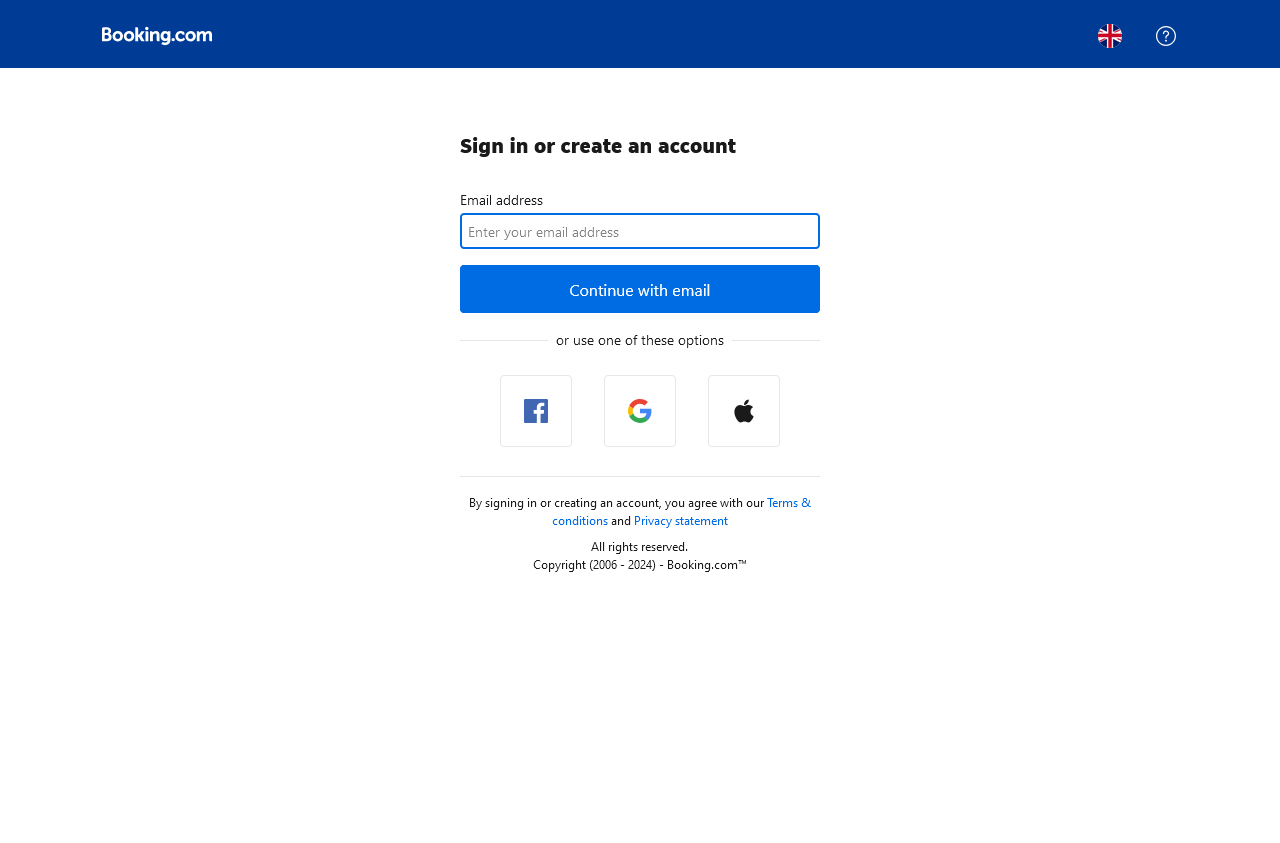 Booking.com
Sign in or create an account
Email address
Enter your email address
Continue with email
or use one of these options
By signing in or creating an account, you agree with our Terms &
conditions and Privacy statement
All rights reserved.
Copyright (2006 - 2024) - Booking.com™